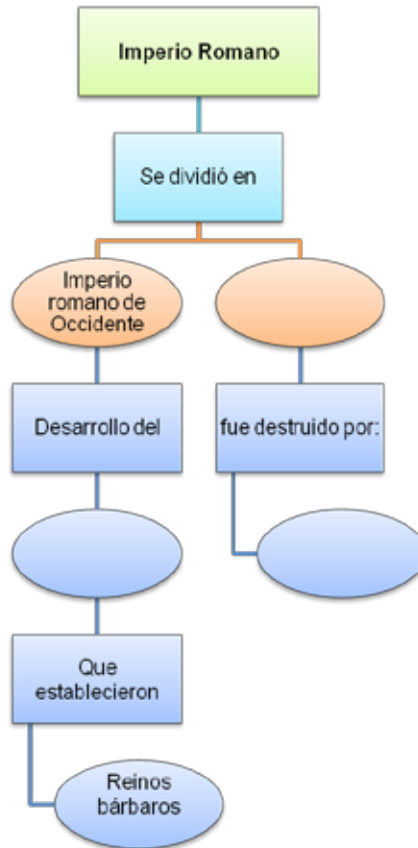 Imperio Romano
Se dividió en
Imperio
romano de
Occidente
Desarrollo del
fue destruido por:
Que
establecieron
Reinos
bárbaros